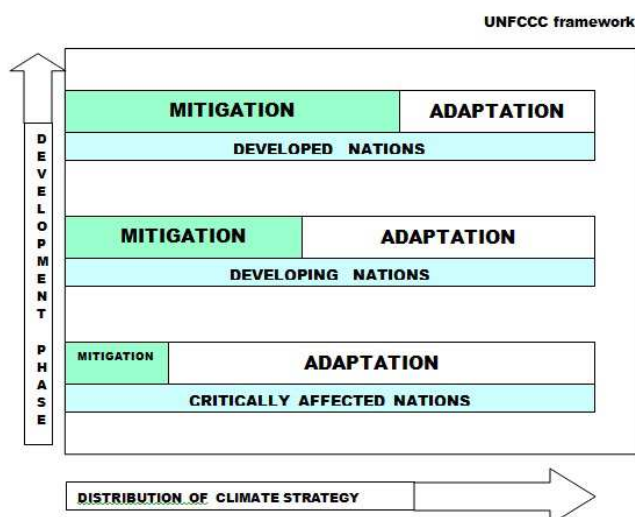 UNFCCC framework
MITIGATION ADAPTATION
DEVELOPED NATIONS
MITIGATION ADAPTATION
DEVELOPING NATIONS
MITIGATION ADAPTATION
CRITICALLY AFFECTED NATIONS
DEVELOPMENT PHASE
DISTRIBUTION OF CLIMATE STRATEGY